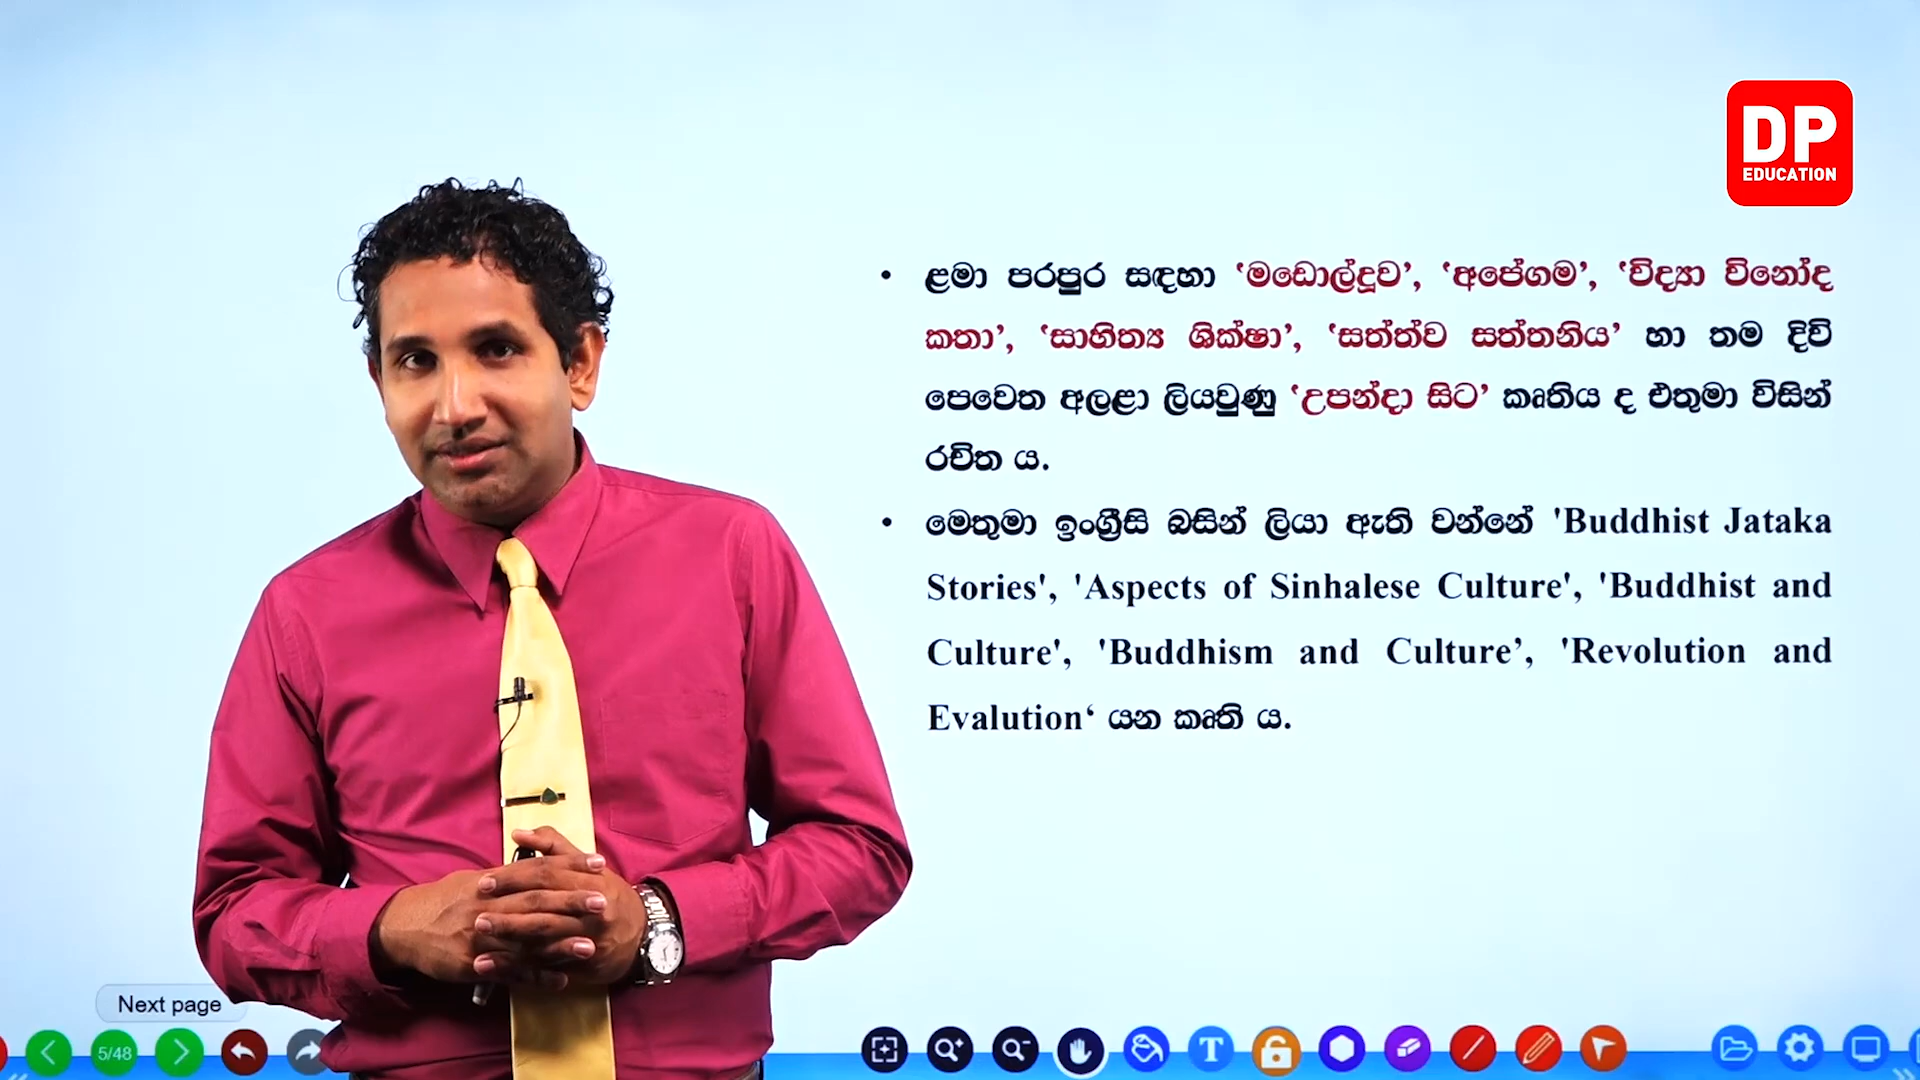 DP
EDUCATION
• ළමා පරපුර සඳහා ‘මඩොල්දූව’, ‘අපේගම’, ‘විද්‍යා විනෝද
කතා’, ‘සාහිත්‍ය ශික්ෂා’, ‘සත්ත්ව සත්තනිය’ හා තම දිවි
පෙවෙත අලළා ලියවුණු ‘උපන්දා සිට’ කෘතිය ද එතුමා විසින්
රචිත ය.
• මෙතුමා ඉංග්‍රීසි බසින් ලියා ඇති වන්නේ 'Buddhist Jataka
Stories', 'Aspects of Sinhalese Culture', 'Buddhist and
Culture', 'Buddhism and Culture’, 'Revolution and
Evalution‘ යන කෘති ය.
Next page
5/48
T